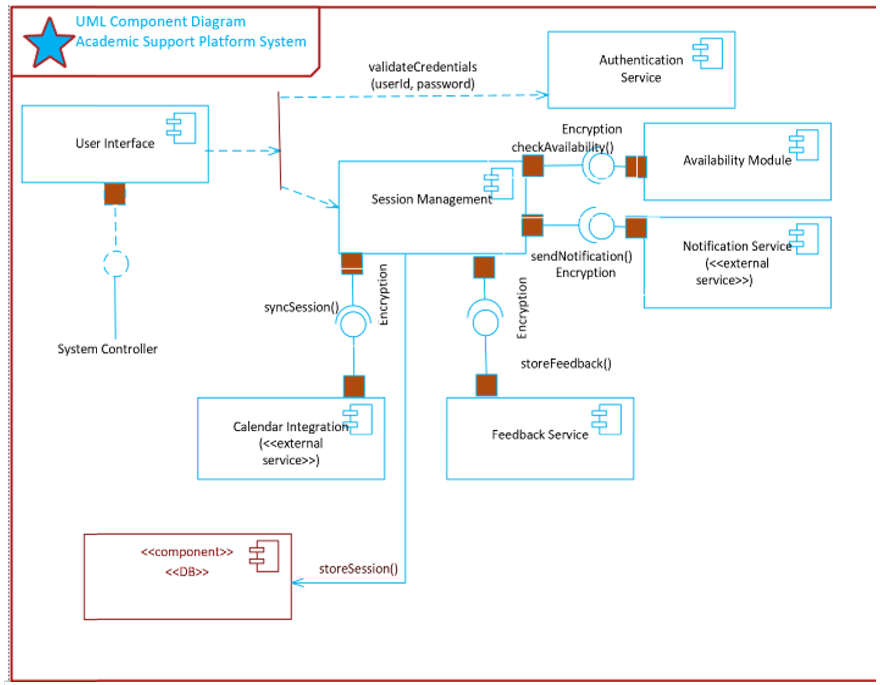 UML Component Diagram
Academic Support Platform System
validateCredentials
(userId, password)
Authentication
Service
User Interface
Encryption
checkAvailability()
Availability Module
Session Management
sendNotification()
Encryption
Notification Service
(<<external
service>>)
syncSession()
Encryption
Encryption
System Controller
storeFeedback()
Calendar Integration
(<<external
service>>)
Feedback Service
<<component>>
<<DB>>
storeSession()